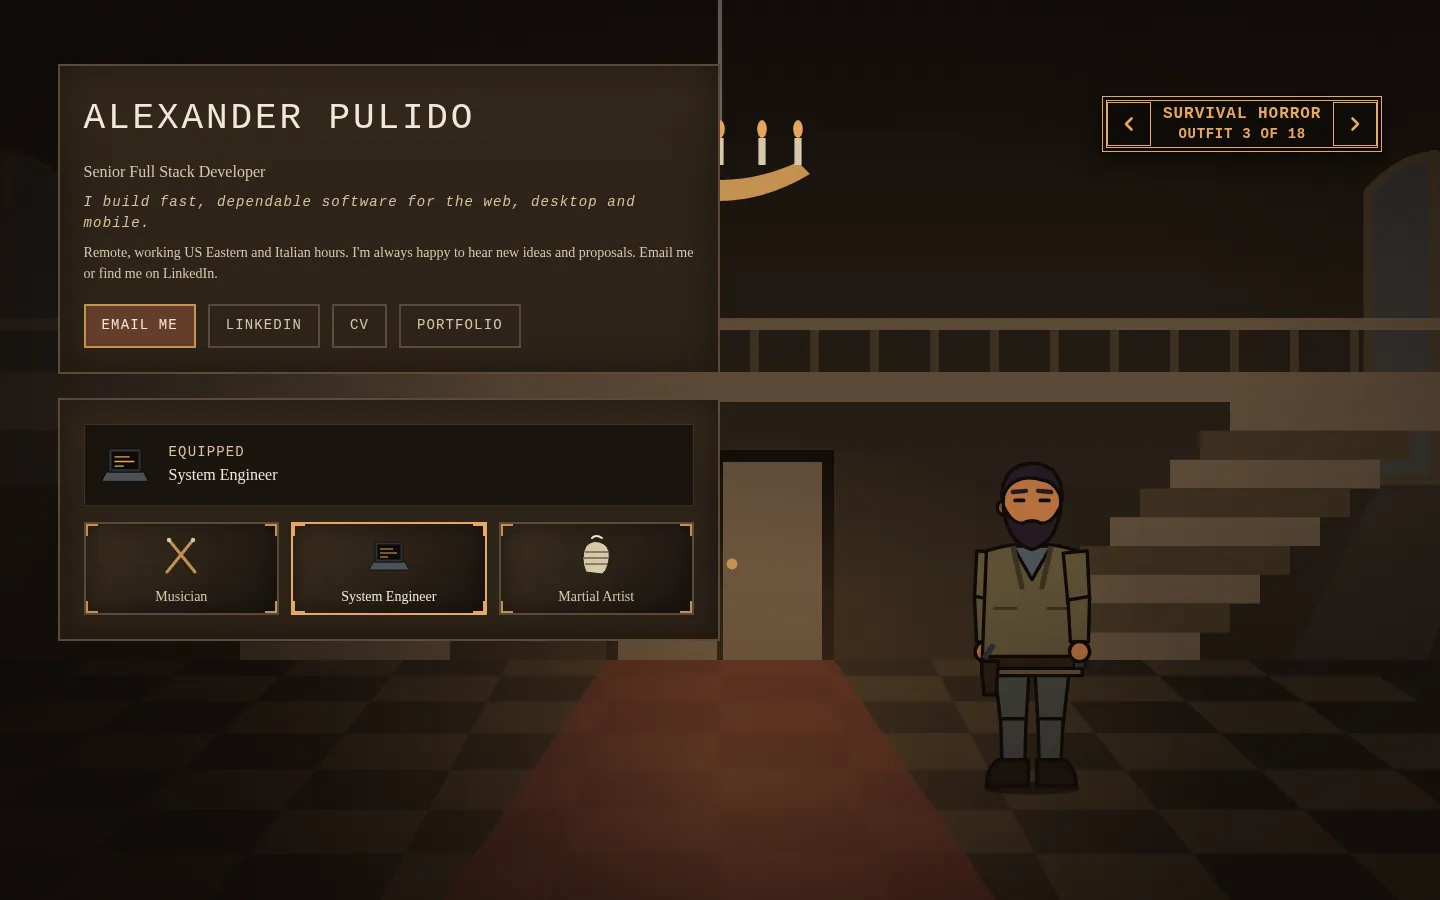 ALEXANDER PULIDO
Senior Full Stack Developer
I build fast, dependable software for the web, desktop and
mobile.
Remote, working US Eastern and Italian hours. I'm always happy to hear new ideas and proposals. Email me
or find me on LinkedIn.
EMAIL ME
LINKEDIN
CV
PORTFOLIO
SURVIVAL HORROR
OUTFIT 3 OF 18
EQUIPPED
System Engineer
Musician
System Engineer
Martial Artist